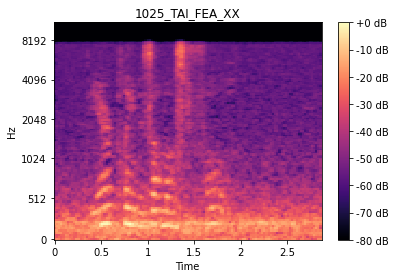 1025_TAI_FEA_XX
Hz
8192
4096
2048
1024
512
0
0
0.5
1
1.5
2
2.5
Time
+0 dB
-10 dB
-20 dB
-30 dB
-40 dB
-50 dB
-60 dB
-70 dB
-80 dB